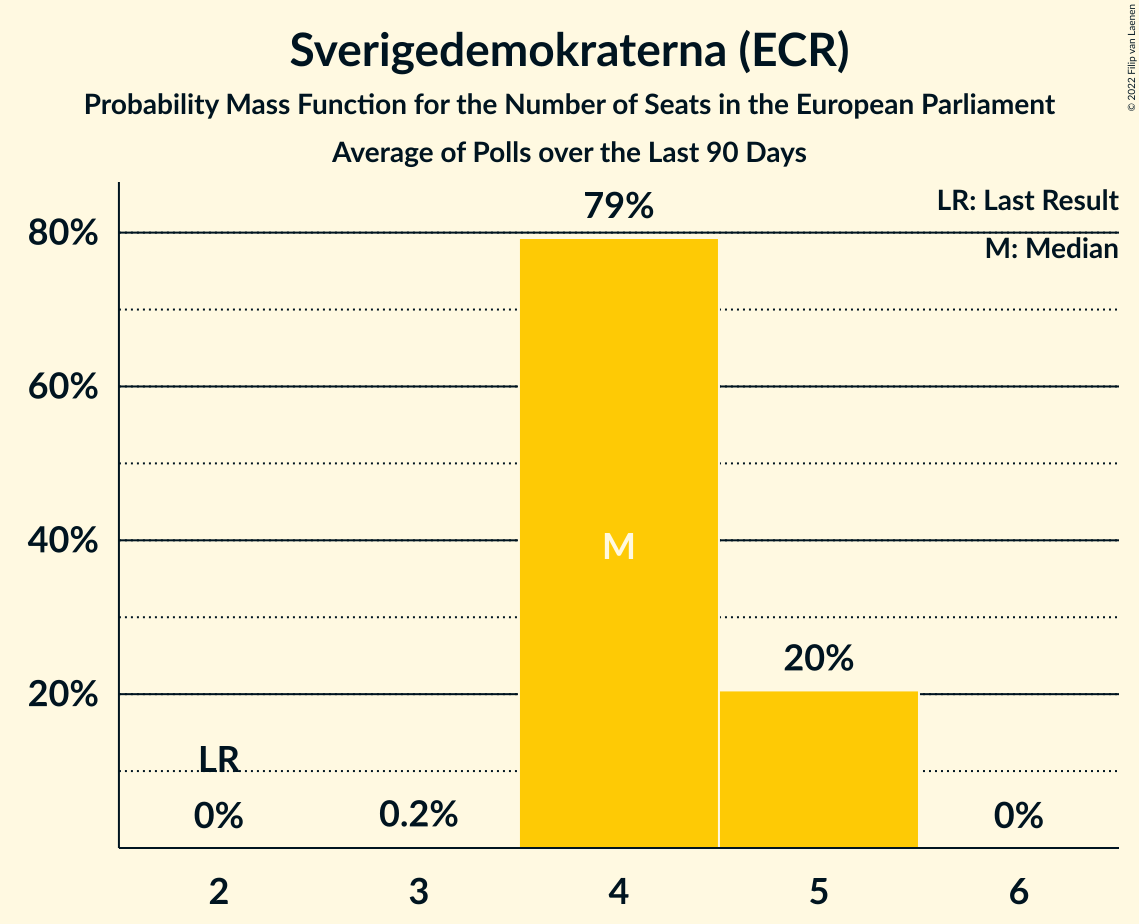 Sverigedemokraterna (ECR)
Probability Mass Function for the Number of Seats in the European Parliament
Average of Polls over the Last 90 Days
© 2022 Filip van Laenen
LR: Last Result
M: Median
80%
60%
40%
20%
79%
M
20%
LR
0%
0.2%
0%
2
3
4
5
6